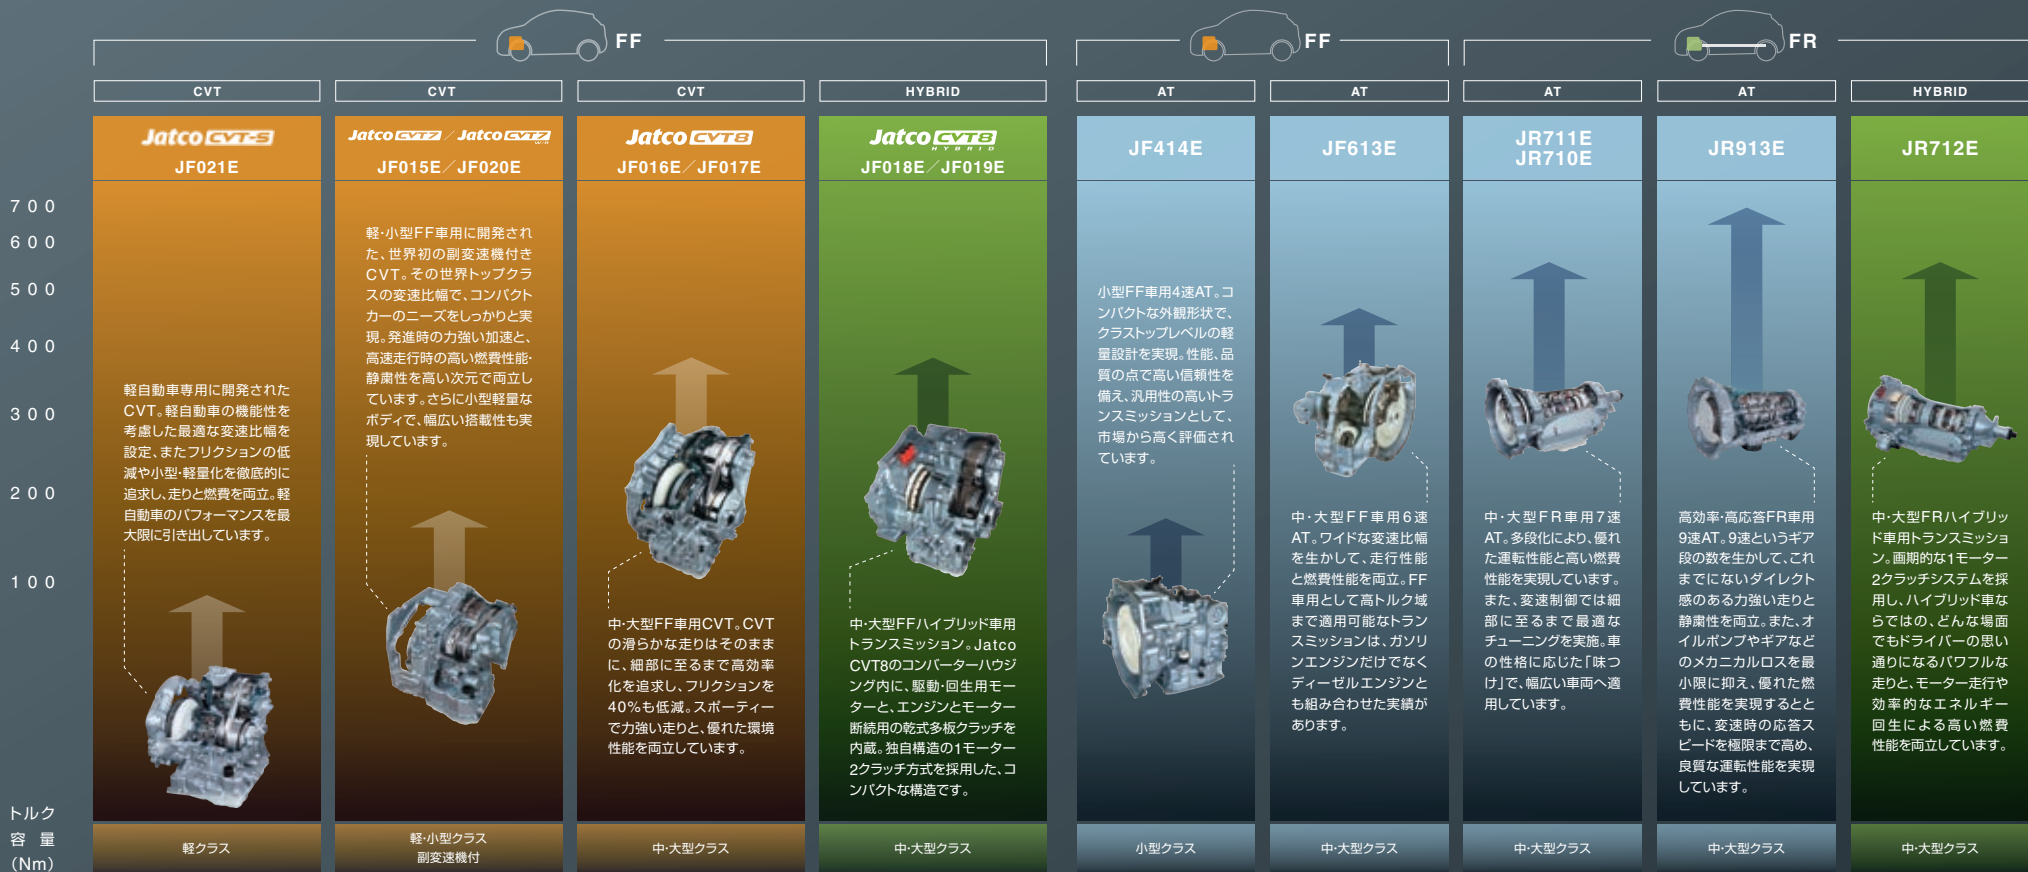 FF
FF
FR
CVT
CVT
CVT
HYBRID
AT
AT
AT
AT
HYBRID
Jatco CVT-S
JF021E
Jatco CVT7／Jatco CVT7 W/R
JF015E／JF020E
Jatco CVT8
JF016E／JF017E
Jatco CVT8 HYBRID
JF018E／JF019E
JF414E
JF613E
JR711E
JR710E
JR913E
JR712E
700
600
500
400
300
200
100
トルク
容 量
(Nm)
軽自動車専用に開発された
CVT。軽自動車の機能性を
考慮した最適な変速比幅を
設定、またフリクションの低
減や小型・軽量化を徹底的に
追求し、走りと燃費を両立。軽
自動車のパフォーマンスを最
大限に引き出しています。
軽・小型FF車用に開発され
た、世界初の副変速機付き
CVT。その世界トップクラ
スの変速比幅で、コンパクト
カーのニーズをしっかりと実
現。発進時の力強い加速と、
高速走行時の高い燃費性能・
静粛性を高い次元で両立し
ています。さらに小型軽量な
ボディで、幅広い搭載性も実
現しています。
中・大型FF車用CVT。CVT
の滑らかな走りはそのまま
に、細部に至るまで高効率
化を追求し、フリクションを
40％も低減。スポーティー
で力強い走りと、優れた環境
性能を両立しています。
中・大型FFハイブリッド車用
トランスミッション。Jatco
CVT8のコンバーターハウジ
ング内に、駆動・回生用モー
ターと、エンジンとモーター
断続用の乾式多板クラッチを
内蔵。独自構造の1モーター
2クラッチ方式を採用した、コ
ンパクトな構造です。
小型FF車用4速AT。コ
ンパクトな外観形状で、
クラストップレベルの軽
量設計を実現。性能、品
質の点で高い信頼性を
備え、汎用性の高いトラ
ンスミッションとして、
市場から高く評価され
ています。
中・大型FF車用6速
AT。ワイドな変速比幅
を生かして、走行性能
と燃費性能を両立。FF
車用として高トルク域
まで適用可能なトラン
スミッションは、ガソリ
ンエンジンだけでなく
ディーゼルエンジンと
も組み合わせた実績が
あります。
中・大型FR車用7速
AT。多段化により、優れ
た運転性能と高い燃費
性能を実現しています。
また、変速制御では細
部に至るまで最適な
チューニングを実施。車
の性格に応じた「味つ
け」で、幅広い車両へ適
用しています。
高効率・高応答FR車用
9速AT。9速というギア
段の数を生かして、これ
までにないダイレクト
感のある力強い走りと
静粛性を両立。また、オ
イルポンプやギアなど
のメカニカルロスを最
小限に抑え、優れた燃
費性能を実現するとと
もに、変速時の応答ス
ピードを極限まで高め、
良質な運転性能を実現
しています。
中・大型FRハイブリッ
ド車用トランスミッショ
ン。画期的な1モーター
2クラッチシステムを採
用し、ハイブリッド車な
らではの、どんな場面
でもドライバーの思い
通りになるパワフルな
走りと、モーター走行や
効率的なエネルギー
回生による高い燃費
性能を両立しています。
軽クラス
軽・小型クラス
副変速機付
中・大型クラス
中・大型クラス
小型クラス
中・大型クラス
中・大型クラス
中・大型クラス
中・大型クラス